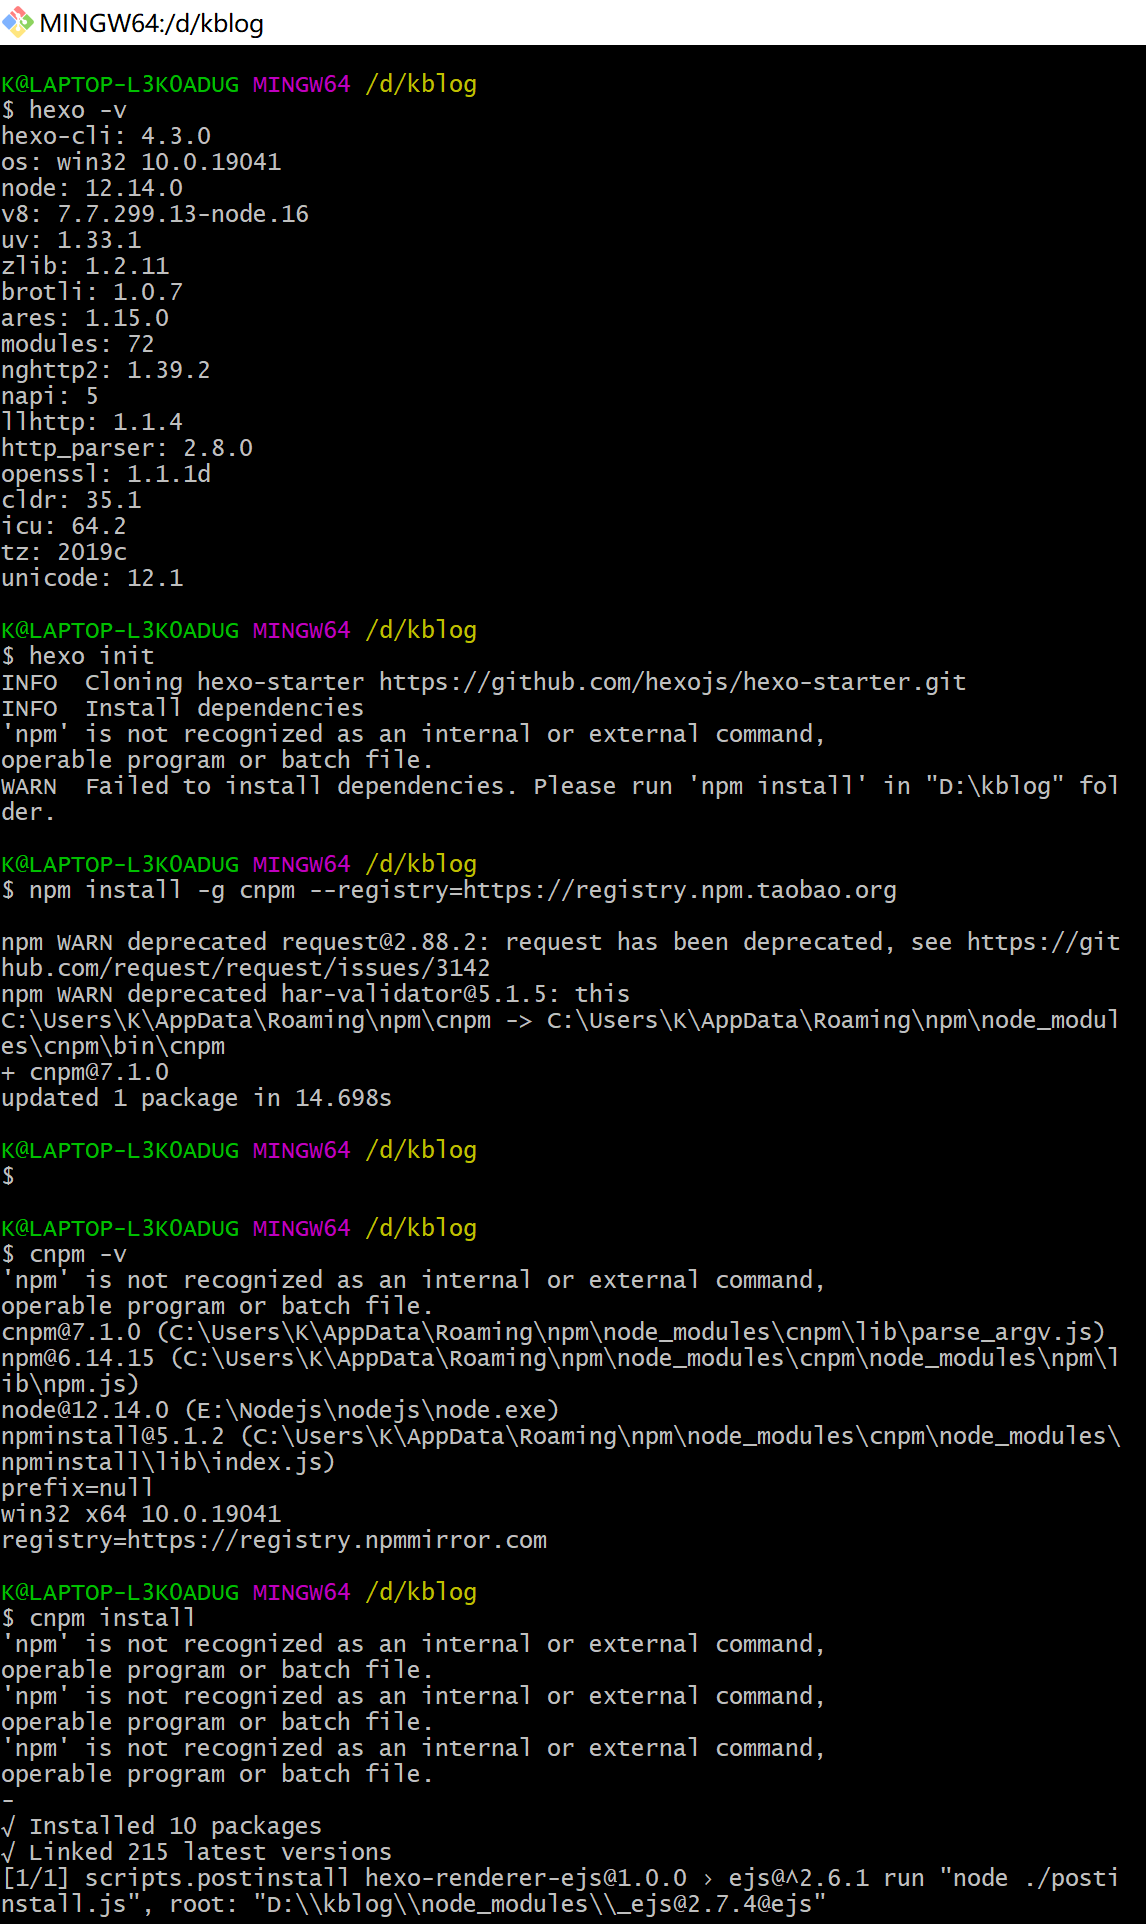 MINGW64:/d/kblog
K@LAPTOP-L3KOADUG MINGW64 /d/kblog
$ hexo -v
hexo-cli: 4.3.0
os: win32 10.0.19041
node: 12.14.0
v8: 7.7.299.13-node.16
uv: 1.33.1
zlib: 1.2.11
brotli: 1.0.7
ares: 1.15.0
modules: 72
nghttp2: 1.39.2
napi: 5
llhttp: 1.1.4
http_parser: 2.8.0
openssl: 1.1.1d
cldr: 35.1
icu: 64.2
tz: 2019c
unicode: 12.1
K@LAPTOP-L3KOADUG MINGW64 /d/kblog
$ hexo init
INFO  Cloning hexo-starter https://github.com/hexojs/hexo-starter.git
INFO  Install dependencies
'npm' is not recognized as an internal or external command,
operable program or batch file.
WARN  Failed to install dependencies. Please run 'npm install' in "D:\kblog" fol
der.
K@LAPTOP-L3KOADUG MINGW64 /d/kblog
$ npm install -g cnpm --registry=https://registry.npm.taobao.org
npm WARN deprecated request@2.88.2: request has been deprecated, see https://git
hub.com/request/request/issues/3142
npm WARN deprecated har-validator@5.1.5: this
C:\Users\K\AppData\Roaming\npm\cnpm -> C:\Users\K\AppData\Roaming\npm\node_modul
es\cnpm\bin\cnpm
+ cnpm@7.1.0
updated 1 package in 14.698s
K@LAPTOP-L3KOADUG MINGW64 /d/kblog
$
K@LAPTOP-L3KOADUG MINGW64 /d/kblog
$ cnpm -v
'npm' is not recognized as an internal or external command,
operable program or batch file.
cnpm@7.1.0 (C:\Users\K\AppData\Roaming\npm\node_modules\cnpm\lib\parse_argv.js)
npm@6.14.15 (C:\Users\K\AppData\Roaming\npm\node_modules\cnpm\node_modules\npm\l
ib\npm.js)
node@12.14.0 (E:\Nodejs\nodejs\node.exe)
npminstall@5.1.2 (C:\Users\K\AppData\Roaming\npm\node_modules\cnpm\node_modules\
npminstall\lib\index.js)
prefix=null
win32 x64 10.0.19041
registry=https://registry.npmmirror.com
K@LAPTOP-L3KOADUG MINGW64 /d/kblog
$ cnpm install
'npm' is not recognized as an internal or external command,
operable program or batch file.
'npm' is not recognized as an internal or external command,
operable program or batch file.
'npm' is not recognized as an internal or external command,
operable program or batch file.
-
√ Installed 10 packages
√ Linked 215 latest versions
[1/1] scripts.postinstall hexo-renderer-ejs@1.0.0 › ejs@^2.6.1 run "node ./posti
nstall.js", root: "D:\\kblog\\node_modules\\_ejs@2.7.4@ejs"